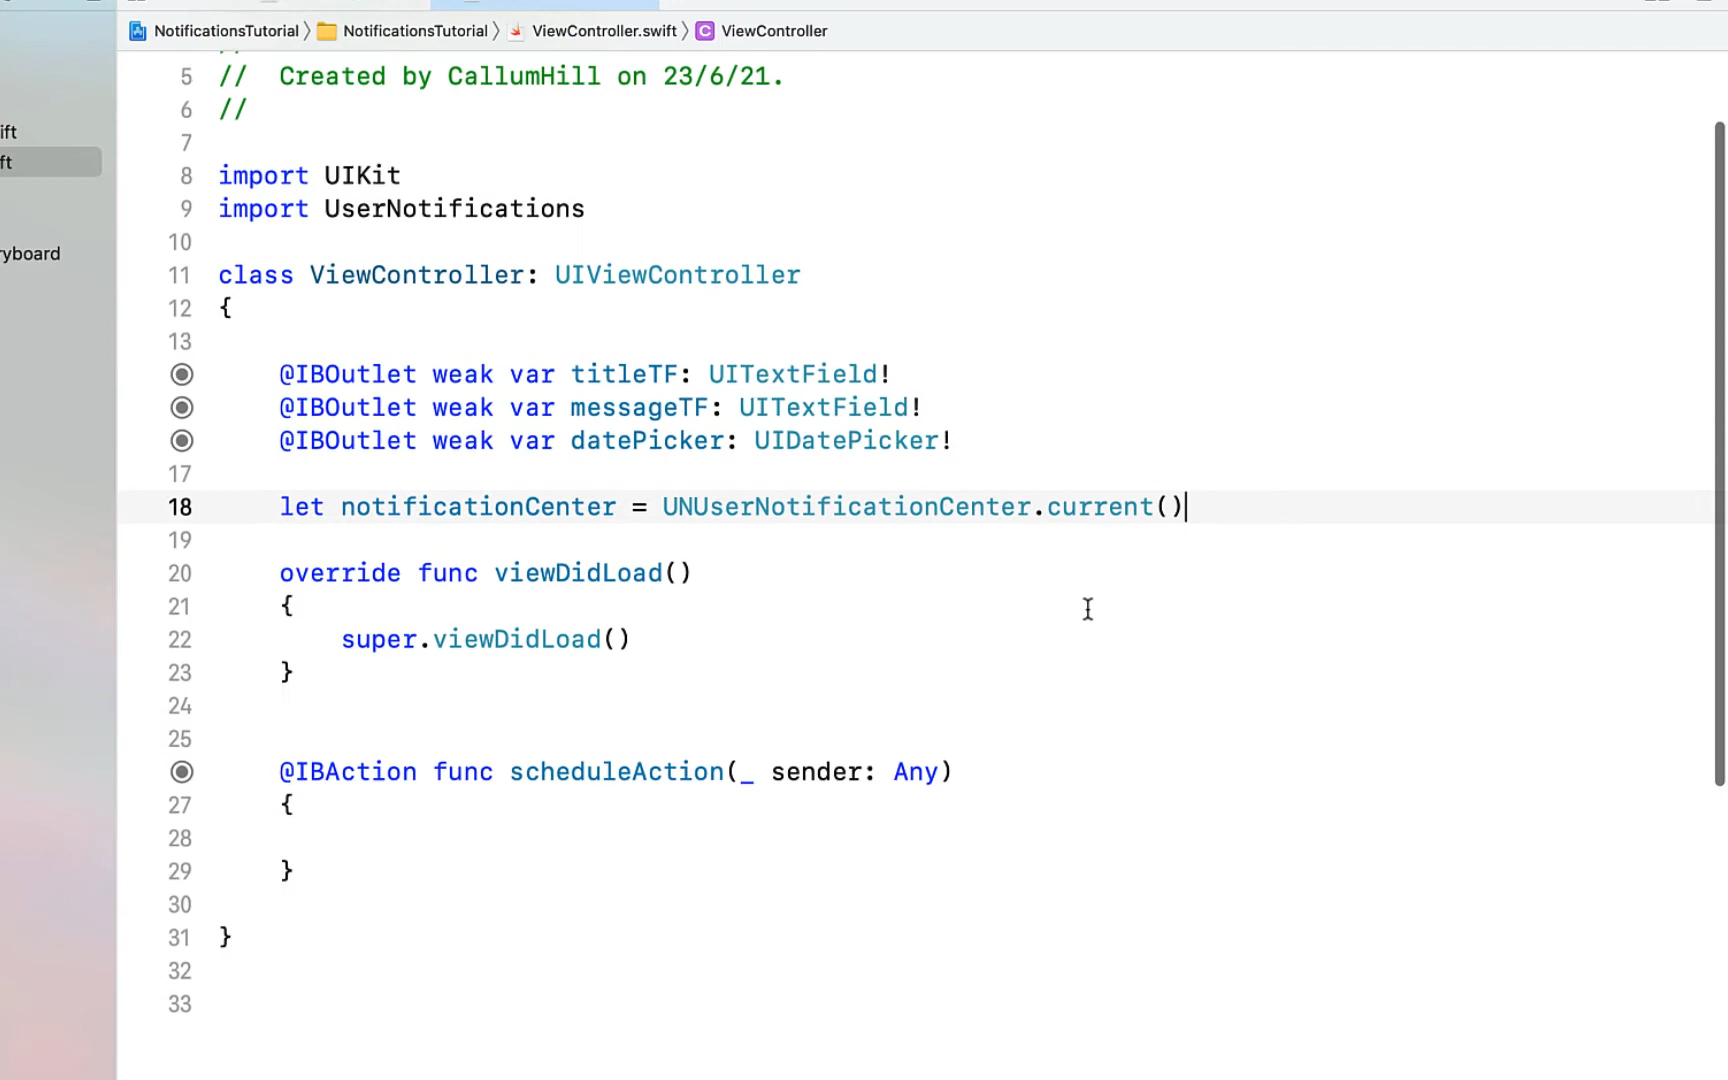 NotificationsTutorial 〉 NotificationsTutorial 〉 ViewController.swift 〉 C ViewController
ift
ft
ryboard
5 //  Created by CallumHill on 23/6/21.
6 //
7
8 import UIKit
9 import UserNotifications
10
11 class ViewController: UIViewController
12 {
13
@IBOutlet weak var titleTF: UITextField!
@IBOutlet weak var messageTF: UITextField!
@IBOutlet weak var datePicker: UIDatePicker!
17
18 let notificationCenter = UNUserNotificationCenter.current()
19
20 override func viewDidLoad()
21 {
22 super.viewDidLoad()
23 }
24
25
@IBAction func scheduleAction(_ sender: Any)
27 {
28
29 }
30
31 }
32
33